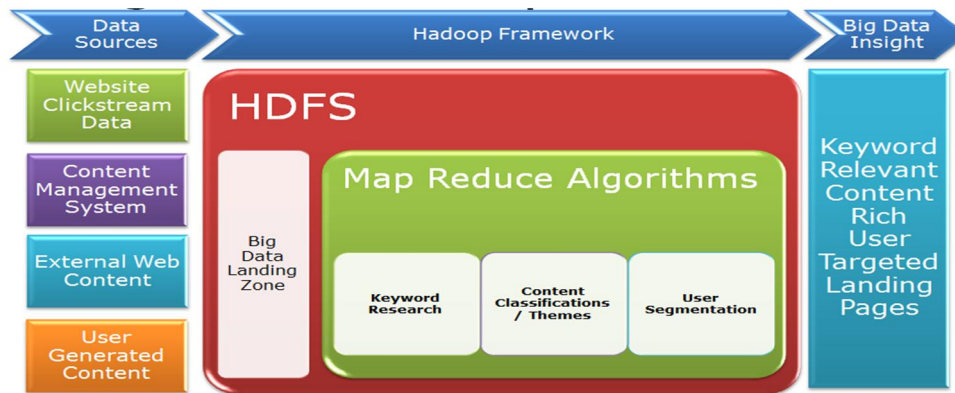 Data
Sources
Hadoop Framework
Big Data
Insight
Website
Clickstream
Data
Content
Management
System
External Web
Content
User
Generated
Content
HDFS
Big
Data
Landing
Zone
Map Reduce Algorithms
Keyword
Research
Content
Classifications
/ Themes
User
Segmentation
Keyword
Relevant
Content
Rich
User
Targeted
Landing
Pages